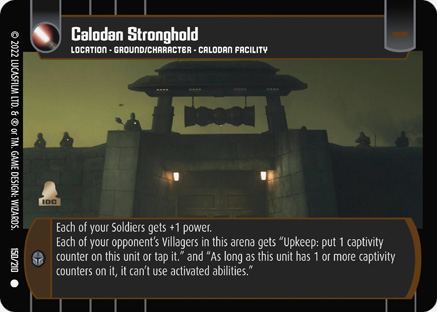 Calodan Stronghold
LOCATION - GROUND/CHARACTER - CALODAN FACILITY
© 2022 LUCASFILM LTD. & ® or TM. GAME DESIGN: WIZARDS.
IDC
Each of your Soldiers gets +1 power.
Each of your opponent's Villagers in this arena gets "Upkeep: put 1 captivity
counter on this unit or tap it." and "As long as this unit has 1 or more captivity
counters on it, it can't use activated abilities."
150/210